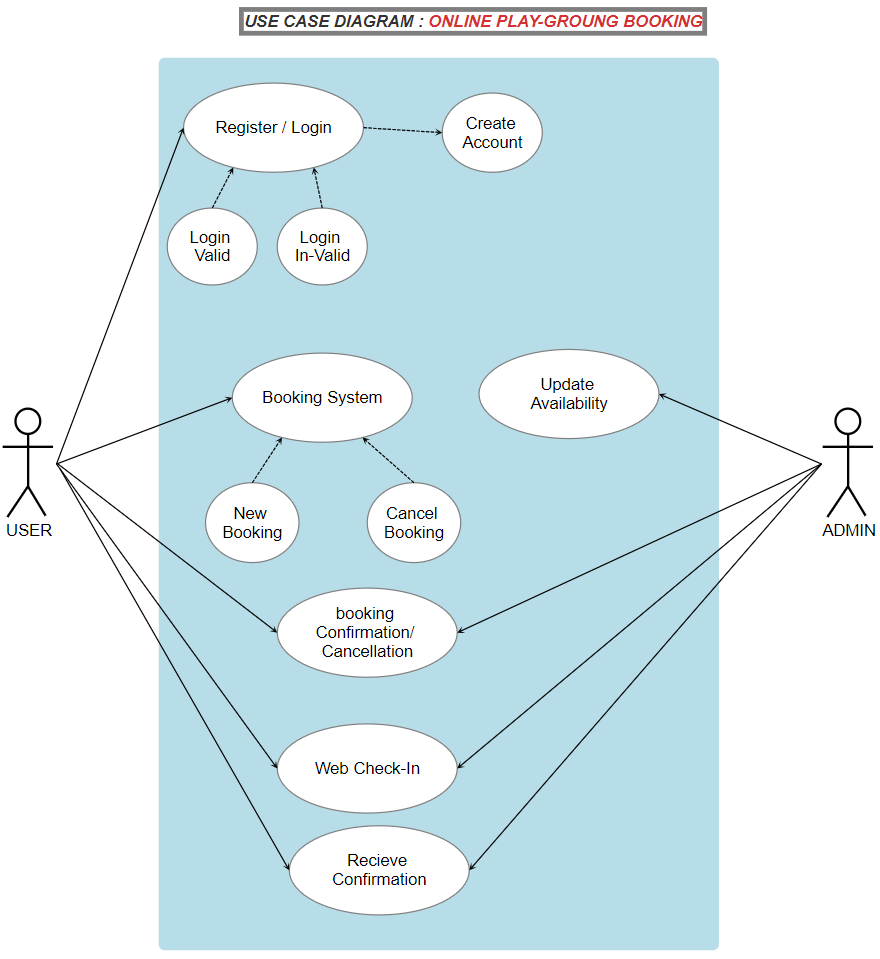 USE CASE DIAGRAM : ONLINE PLAY-GROUNG BOOKING
Register / Login
Create
Account
Login
Valid
Login
In-Valid
Booking System
Update
Availability
New
Booking
Cancel
Booking
USER
ADMIN
booking
Confirmation/
Cancellation
Web Check-In
Recieve
Confirmation